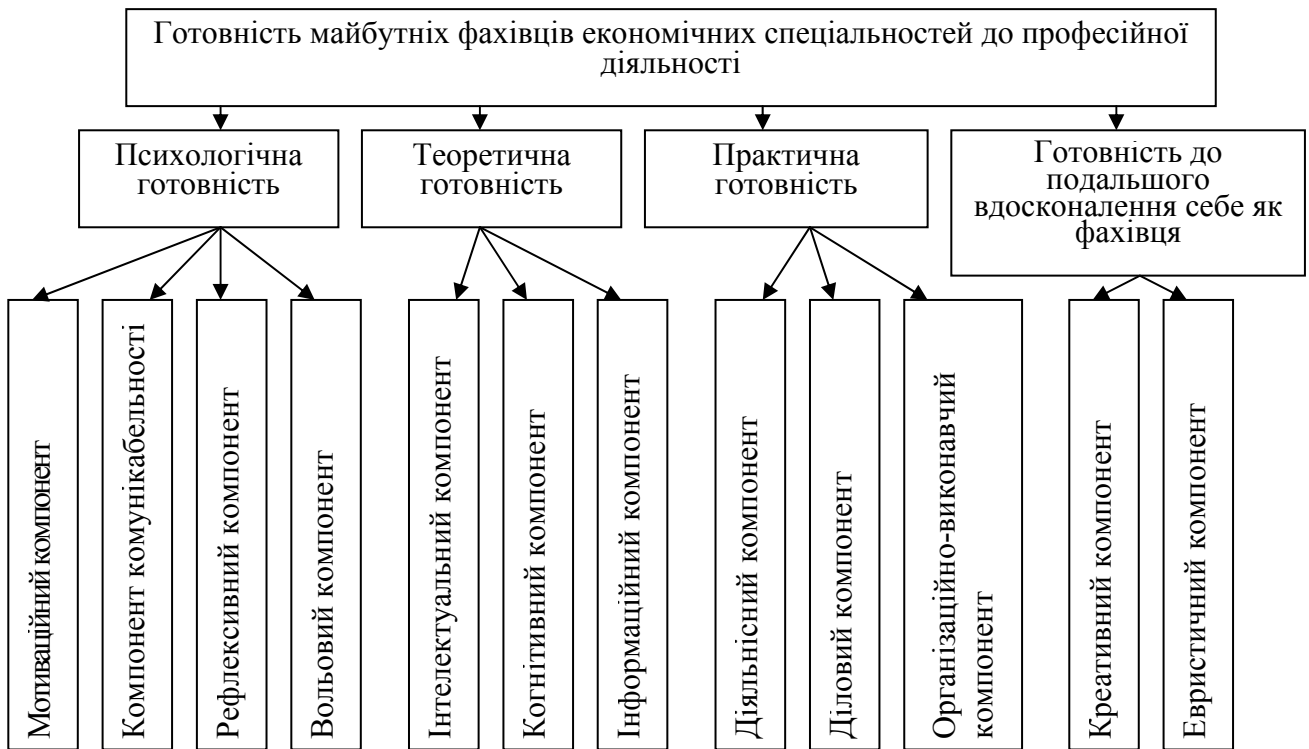 Готовність майбутніх фахівців економічних спеціальностей до професійної
діяльності
Психологічна
готовність
Теоретична
готовність
Практична
готовність
Готовність до
подальшого
вдосконалення себе як
фахівця
Мотиваційний компонент
Компонент комунікабельності
Рефлексивний компонент
Вольовий компонент
Інтелектуальний компонент
Когнітивний компонент
Інформаційний компонент
Діяльнісний компонент
Діловий компонент
Організаційно-виконавчий
компонент
Креативний компонент
Евристичний компонент